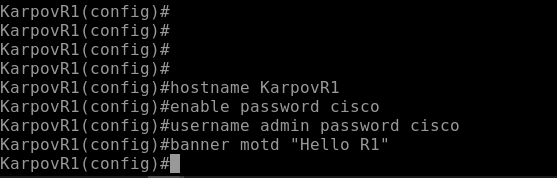 KarpovR1(config)#
KarpovR1(config)#
KarpovR1(config)#
KarpovR1(config)#
KarpovR1(config)#hostname KarpovR1
KarpovR1(config)#enable password cisco
KarpovR1(config)#username admin password cisco
KarpovR1(config)#banner motd "Hello R1"
KarpovR1(config)#